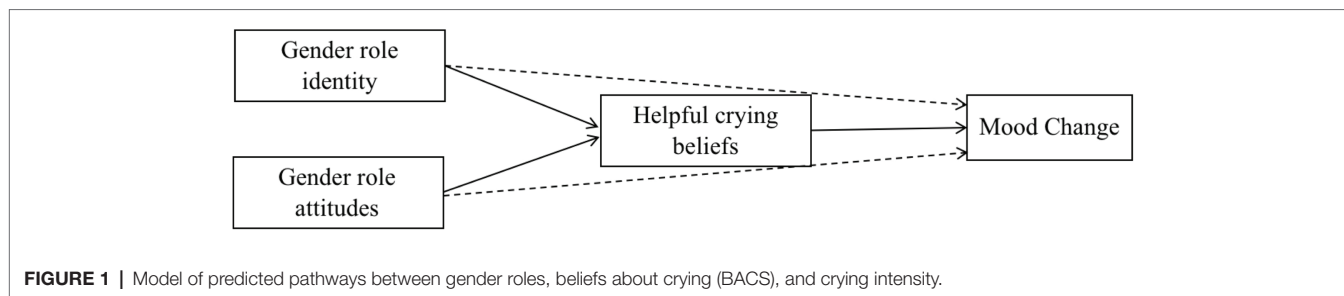 Gender role
identity
Helpful crying
beliefs
Mood Change
Gender role
attitudes
FIGURE 1 | Model of predicted pathways between gender roles, beliefs about crying (BACS), and crying intensity.